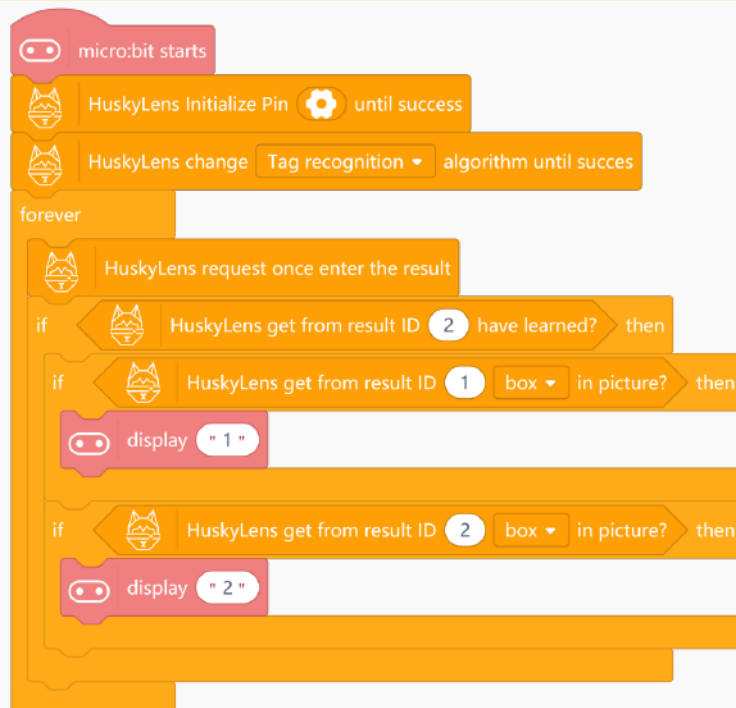 micro:bit starts
HuskyLens Initialize Pin until success
HuskyLens change Tag recognition algorithm until succes
forever
HuskyLens request once enter the result
if HuskyLens get from result ID 2 have learned? then
if HuskyLens get from result ID 1 box in picture? then
display "1"
if HuskyLens get from result ID 2 box in picture? then
display "2"